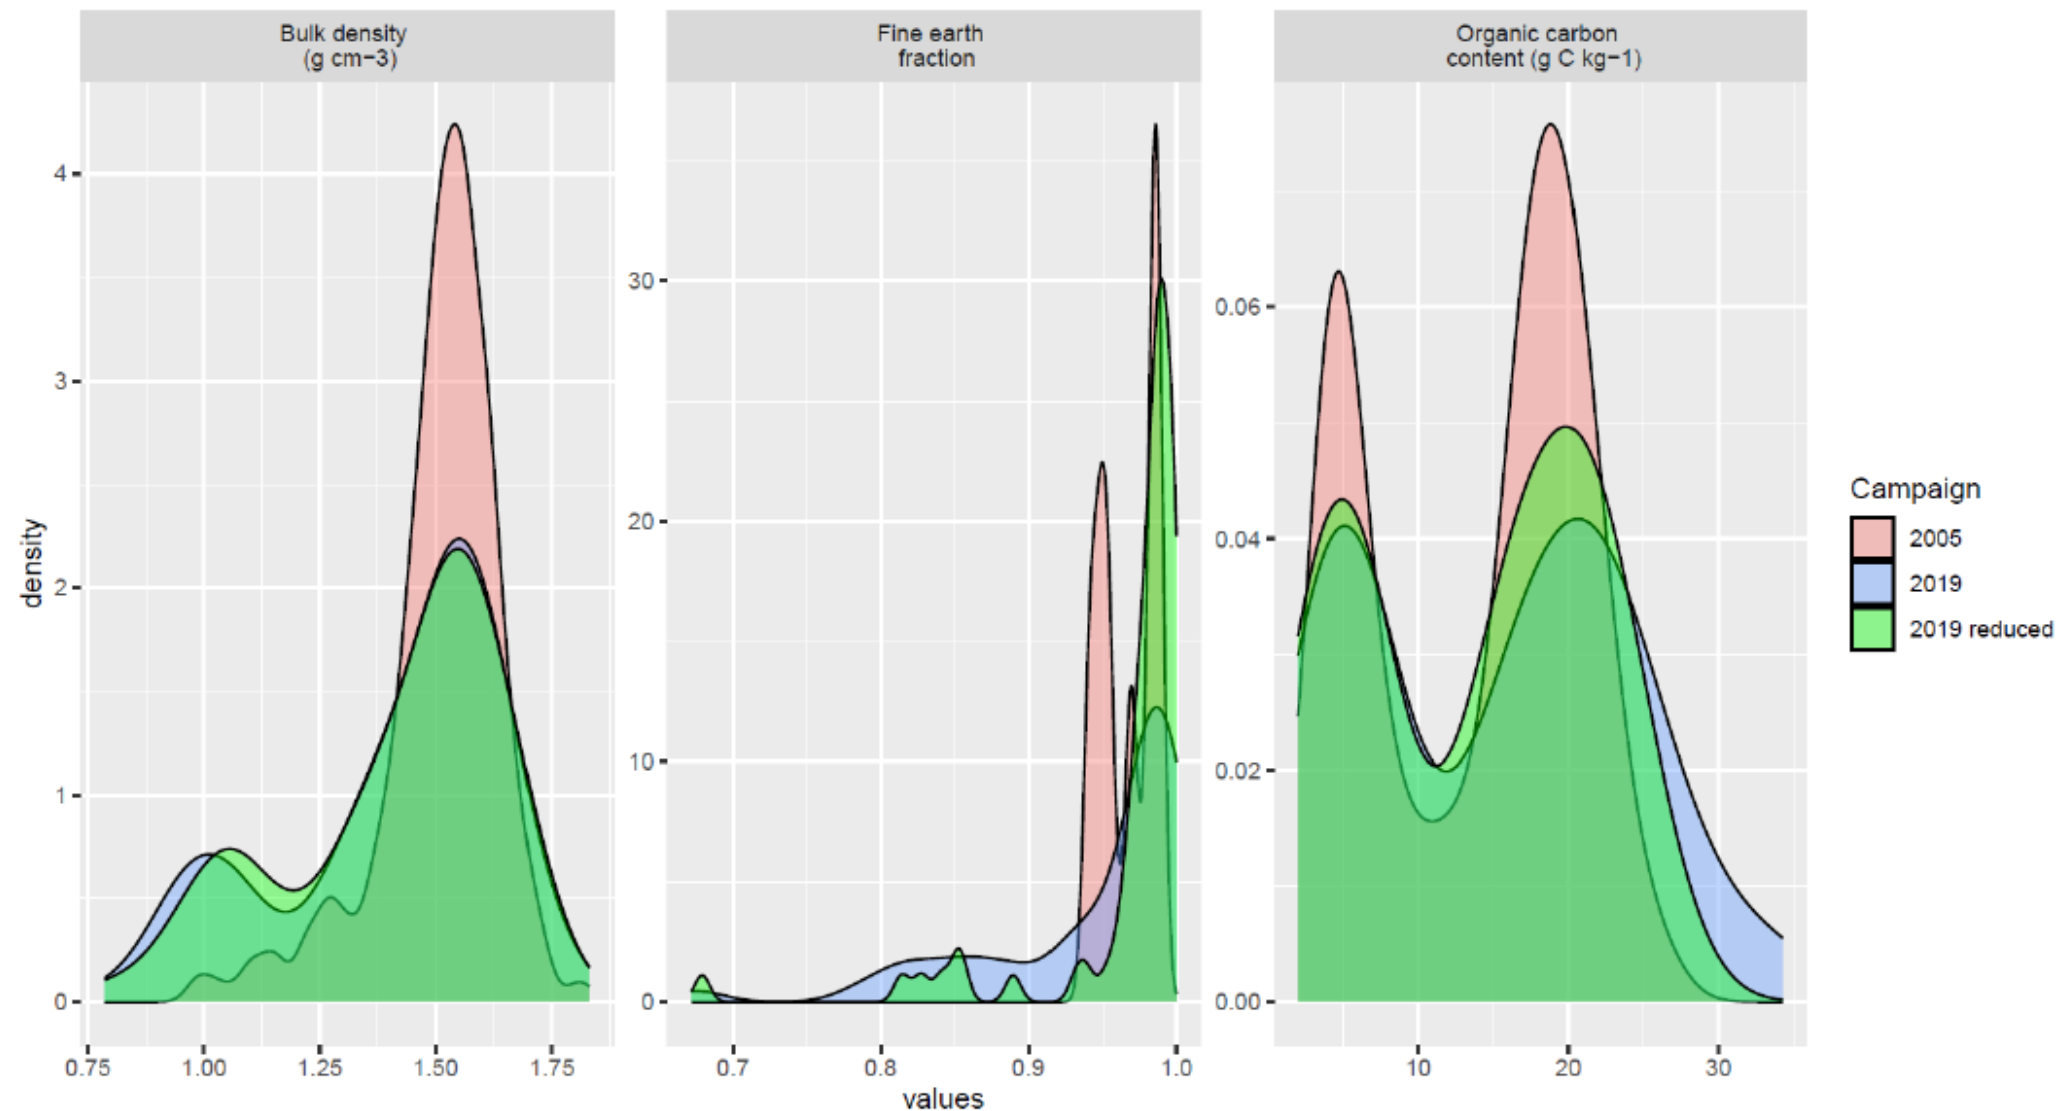 Bulk density
(g cm−3)
Fine earth
fraction
Organic carbon
content (g C kg−1)
density
4
3
2
1
0
0.75 1.00 1.25 1.50 1.75
30
20
10
0
0.7 0.8 0.9 1.0
0.06
0.04
0.02
0.00
10 20 30
values
Campaign
2005
2019
2019 reduced